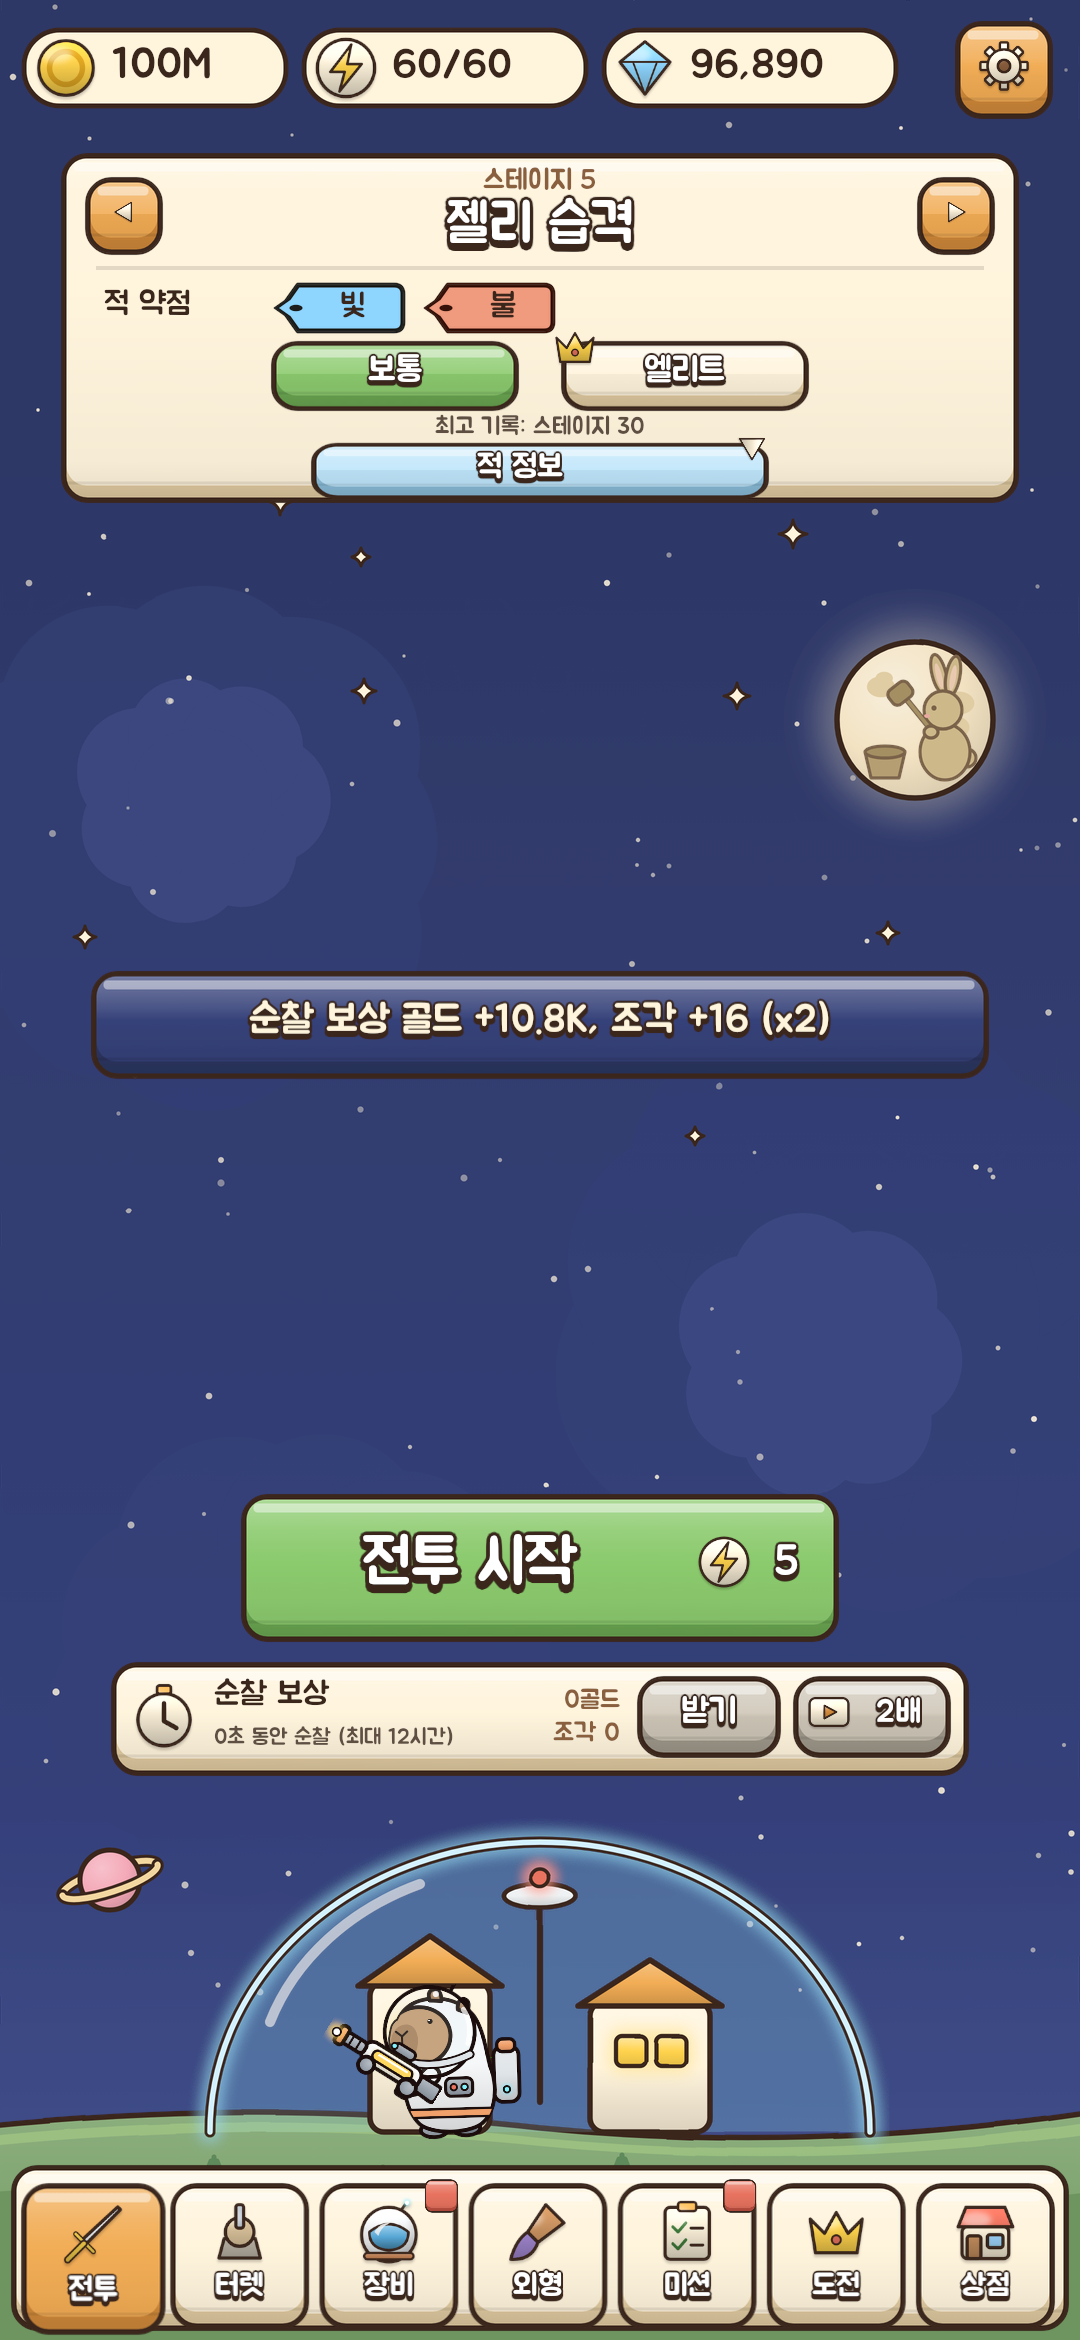 100M
60/60
96,890
스테이지 5
젤리 습격
적 약점
빛
불
보통
엘리트
최고 기록: 스테이지 30
적 정보
순찰 보상 골드 +10.8K, 조각 +16 (x2)
전투 시작
5
순찰 보상
0초 동안 순찰 (최대 12시간)
0골드
조각 0
받기
2배
전투
터렛
장비
외형
미션
도전
상점